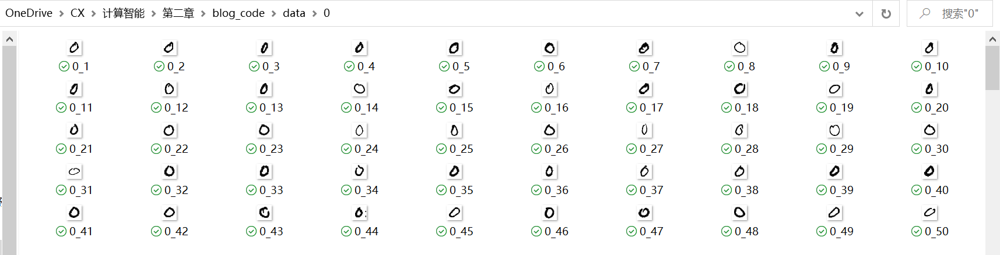 OneDrive > CX > 计算智能 > 第二章 > blog_code > data > 0 搜索"0"
0_1 0_2 0_3 0_4 0_5 0_6 0_7 0_8 0_9 0_10
0_11 0_12 0_13 0_14 0_15 0_16 0_17 0_18 0_19 0_20
0_21 0_22 0_23 0_24 0_25 0_26 0_27 0_28 0_29 0_30
0_31 0_32 0_33 0_34 0_35 0_36 0_37 0_38 0_39 0_40
0_41 0_42 0_43 0_44 0_45 0_46 0_47 0_48 0_49 0_50